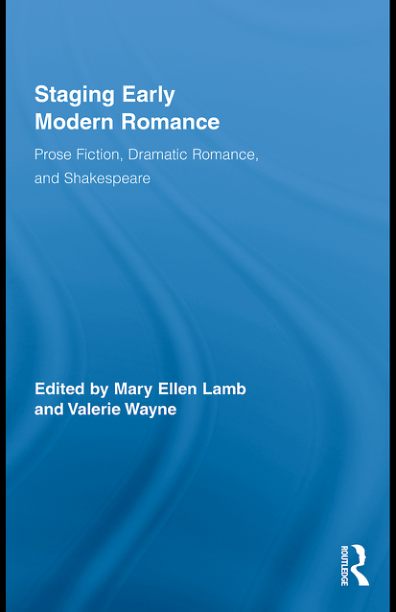 Staging Early
Modern Romance
Prose Fiction, Dramatic Romance,
and Shakespeare
Edited by Mary Ellen Lamb
and Valerie Wayne
ROUTLEDGE